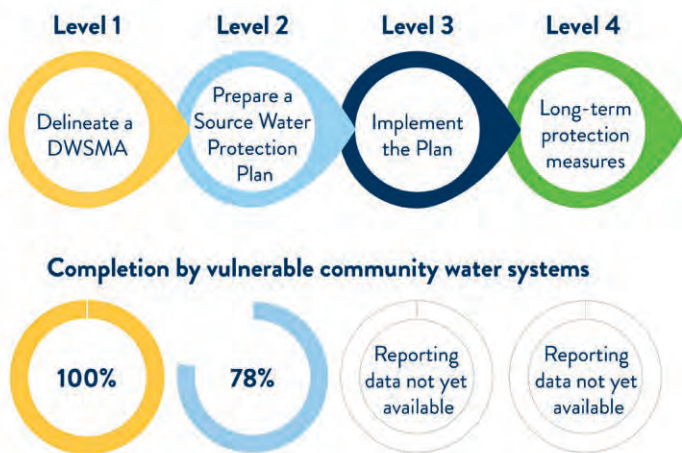 Level 1
Level 2
Level 3
Level 4
Delineate a
DWSMA
Prepare a
Source Water
Protection
Plan
Implement
the Plan
Long-term
protection
measures
Completion by vulnerable community water systems
100%
78%
Reporting
data not yet
available
Reporting
data not yet
available